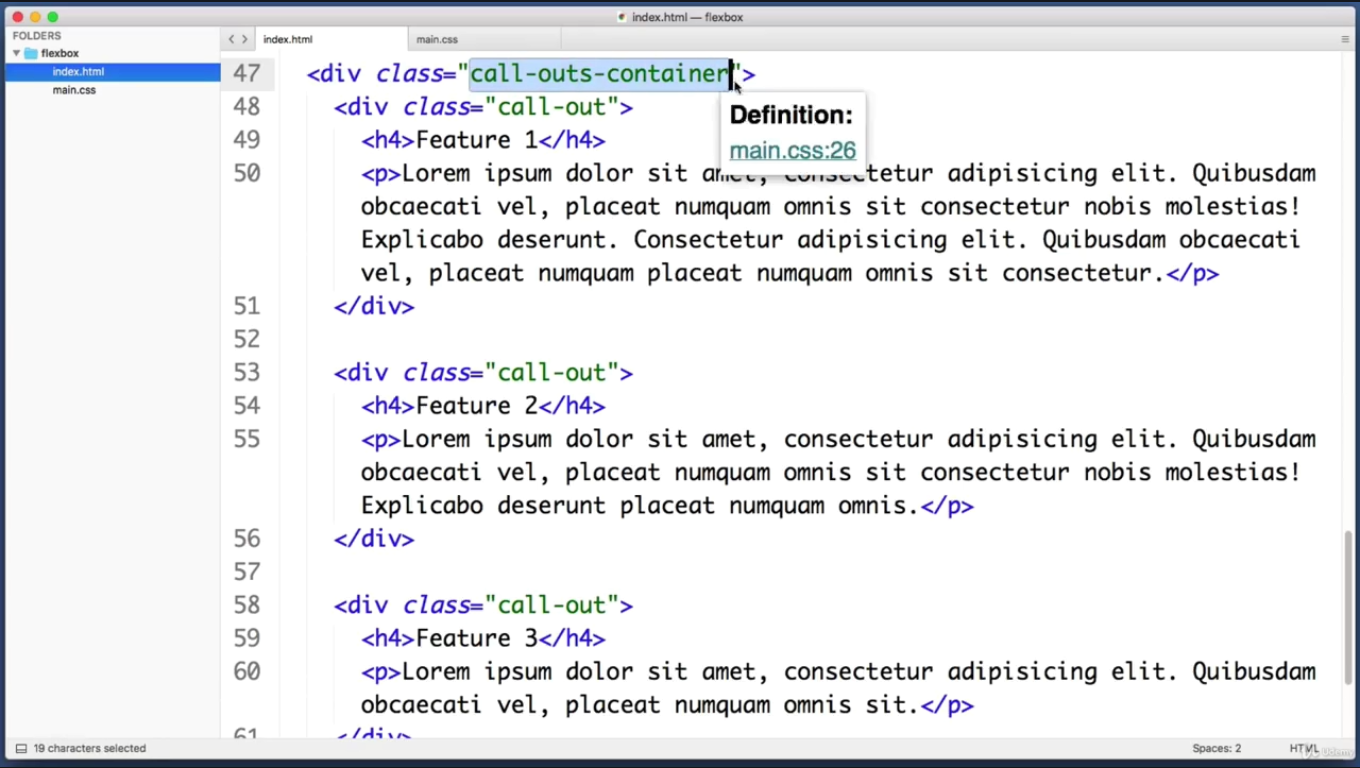 index.html — flexbox
FOLDERS
flexbox
index.html
main.css
index.html
main.css
47 <div class="call-outs-container">
Definition:
main.css:26
48 <div class="call-out">
49 <h4>Feature 1</h4>
50 <p>Lorem ipsum dolor sit amet, consectetur adipisicing elit. Quibusdam
obcaecati vel, placeat numquam omnis sit consectetur nobis molestias!
Explicabo deserunt. Consectetur adipisicing elit. Quibusdam obcaecati
vel, placeat numquam placeat numquam omnis sit consectetur.</p>
51 </div>
52
53 <div class="call-out">
54 <h4>Feature 2</h4>
55 <p>Lorem ipsum dolor sit amet, consectetur adipisicing elit. Quibusdam
obcaecati vel, placeat numquam omnis sit consectetur nobis molestias!
Explicabo deserunt placeat numquam omnis.</p>
56 </div>
57
58 <div class="call-out">
59 <h4>Feature 3</h4>
60 <p>Lorem ipsum dolor sit amet, consectetur adipisicing elit. Quibusdam
obcaecati vel, placeat numquam omnis sit.</p>
61 </div>
19 characters selected
Spaces: 2
HTML
Udemy